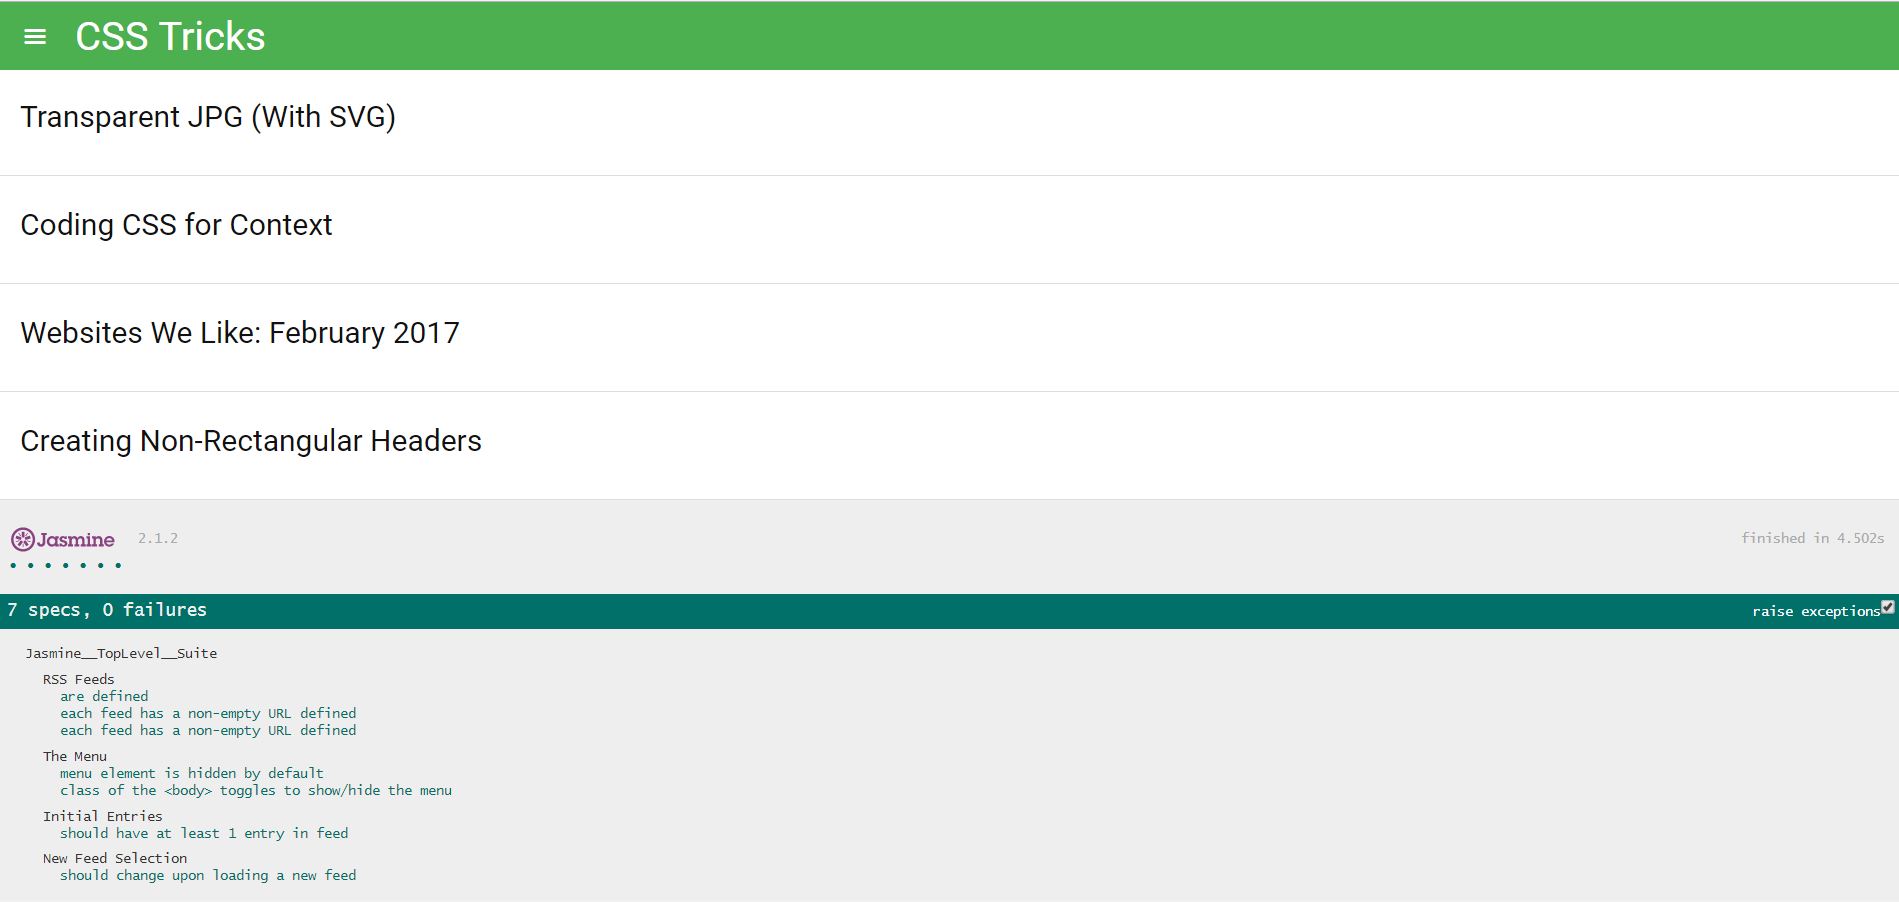 CSS Tricks
Transparent JPG (With SVG)
Coding CSS for Context
Websites We Like: February 2017
Creating Non-Rectangular Headers
Jasmine 2.1.2 finished in 4.502s
7 specs, 0 failures raise exceptions
Jasmine__TopLevel__Suite
RSS Feeds
are defined
each feed has a non-empty URL defined
each feed has a non-empty URL defined
The Menu
menu element is hidden by default
class of the <body> toggles to show/hide the menu
Initial Entries
should have at least 1 entry in feed
New Feed Selection
should change upon loading a new feed